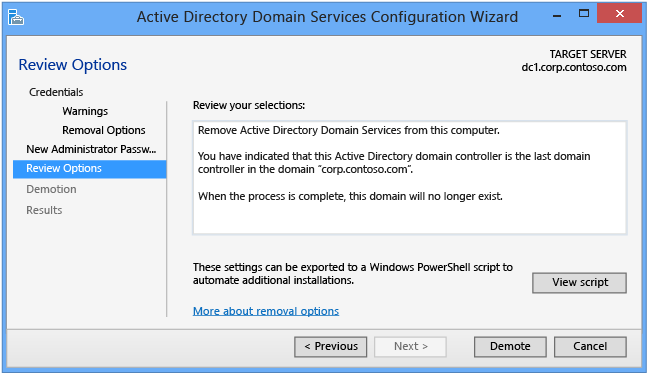 Active Directory Domain Services Configuration Wizard
Review Options
TARGET SERVER
dc1.corp.contoso.com
Credentials
Warnings
Removal Options
New Administrator Passw...
Review Options
Demotion
Results
Review your selections:
Remove Active Directory Domain Services from this computer.
You have indicated that this Active Directory domain controller is the last domain
controller in the domain "corp.contoso.com".
When the process is complete, this domain will no longer exist.
These settings can be exported to a Windows PowerShell script to
automate additional installations.
View script
More about removal options
< Previous
Next >
Demote
Cancel